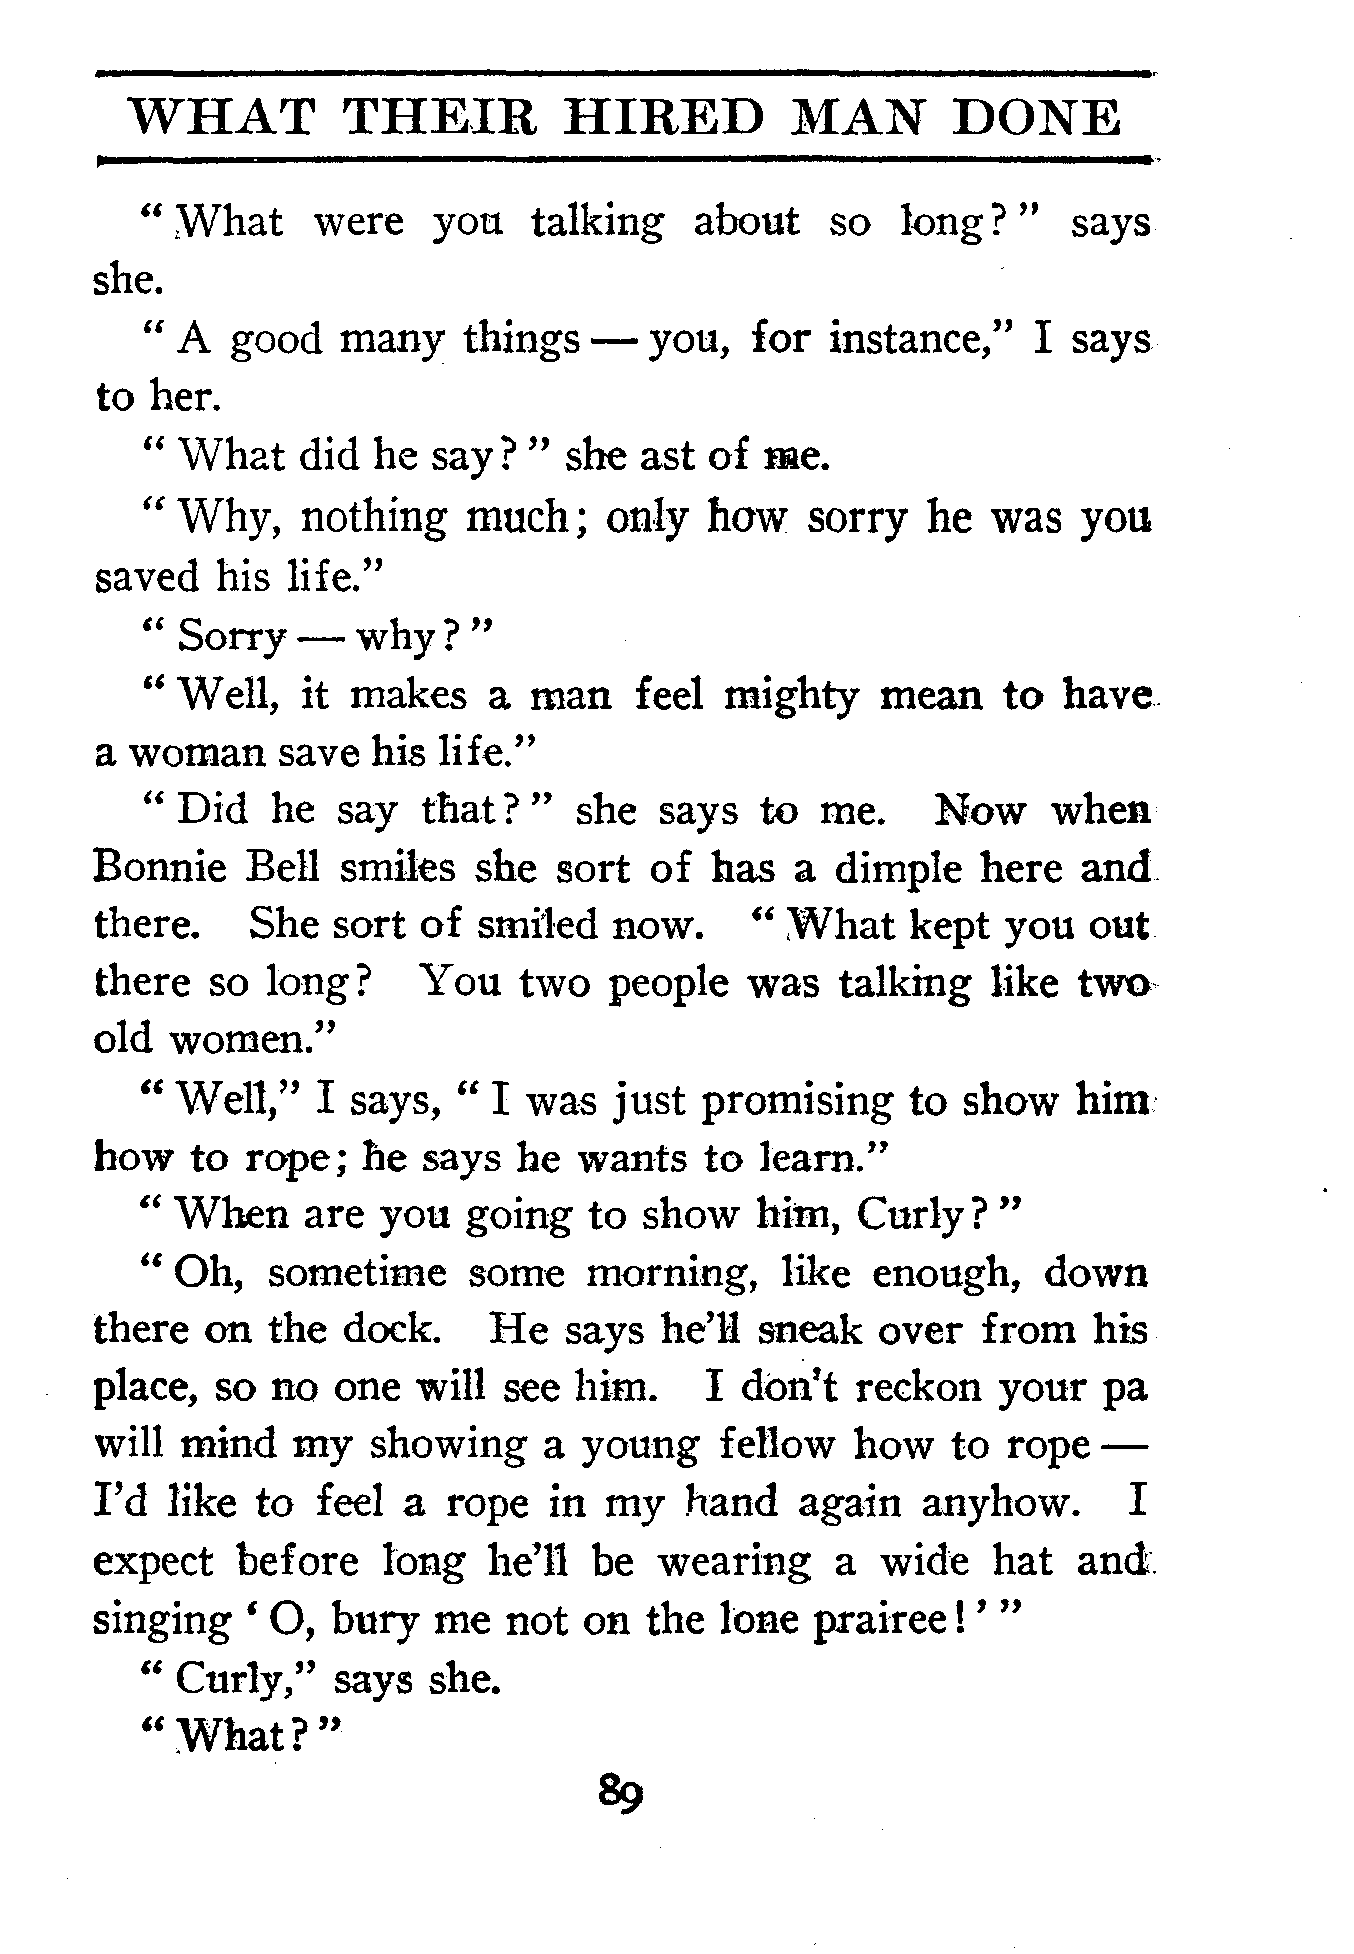 WHAT THEIR HIRED MAN DONE
“ What were you talking about so long? ” says
she.
“ A good many things — you, for instance,” I says
to her.
“ What did he say? ” she ast of me.
“ Why, nothing much; only how sorry he was you
saved his life.”
“ Sorry — why? ”
“ Well, it makes a man feel mighty mean to have
a woman save his life.”
“ Did he say that? ” she says to me. Now when
Bonnie Bell smiles she sort of has a dimple here and
there. She sort of smiled now. “ What kept you out
there so long? You two people was talking like two
old women.”
“ Well,” I says, “ I was just promising to show him
how to rope; he says he wants to learn.”
“ When are you going to show him, Curly? ”
“ Oh, sometime some morning, like enough, down
there on the dock. He says he’ll sneak over from his
place, so no one will see him. I don’t reckon your pa
will mind my showing a young fellow how to rope —
I’d like to feel a rope in my hand again anyhow. I
expect before long he’ll be wearing a wide hat and
singing ‘ O, bury me not on the lone prairee! ’ ”
“ Curly,” says she.
“ What? ”
89